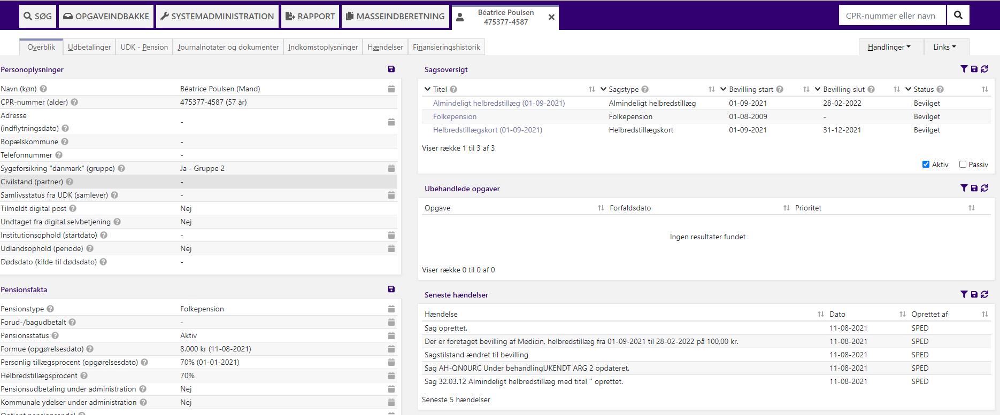 SØG
OPGAVEINDBAKKE
SYSTEMADMINISTRATION
RAPPORT
MASSEINDBERETNING
Béatrice Poulsen
475377-4587
CPR-nummer eller navn
Overblik
Udbetalinger
UDK - Pension
Journalnotater og dokumenter
Indkomstoplysninger
Hændelser
Finansieringshistorik
Handlinger
Links
Personoplysninger
Navn (køn) Béatrice Poulsen (Mand)
CPR-nummer (alder) 475377-4587 (57 år)
Adresse
(indflytningsdato) -
Bopælskommune -
Telefonnummer -
Sygeforsikring "danmark" (gruppe) Ja - Gruppe 2
Civilstand (partner) -
Samlivsstatus fra UDK (samlever) -
Tilmeldt digital post Nej
Undtaget fra digital selvbetjening Nej
Institutionsophold (startdato) -
Udlandsophold (periode) Nej
Dødsdato (kilde til dødsdato) -
Pensionsfakta
Pensionstype Folkepension
Forud-/bagudbetalt -
Pensionsstatus Aktiv
Formue (opgørelsesdato) 8.000 kr (11-08-2021)
Personlig tillægsprocent (opgørelsesdato) 70% (01-01-2021)
Helbredstillægsprocent 70%
Pensionsudbetaling under administration Nej
Kommunale ydelser under administration Nej
Sagsoversigt
Titel Sagstype Bevilling start Bevilling slut Status
Almindeligt helbredstillæg (01-09-2021) Almindeligt helbredstillæg 01-09-2021 28-02-2022 Bevilget
Folkepension Folkepension 01-08-2009 - Bevilget
Helbredstillægskort (01-09-2021) Helbredstillægskort 01-09-2021 31-12-2021 Bevilget
Viser række 1 til 3 af 3
Aktiv Passiv
Ubehandlede opgaver
Opgave Forfaldsdato Prioritet
Ingen resultater fundet
Viser række 0 til 0 af 0
Seneste hændelser
Hændelse Dato Oprettet af
Sag oprettet. 11-08-2021 SPED
Der er foretaget bevilling af Medicin, helbredstillæg fra 01-09-2021 til 28-02-2022 på 100,00 kr. 11-08-2021 SPED
Sagstilstand ændret til bevilling 11-08-2021 SPED
Sag AH-QN0URC Under behandlingUKENDT ARG 2 opdateret. 11-08-2021 SPED
Sag 32.03.12 Almindeligt helbredstillæg med titel '' oprettet. 11-08-2021 SPED
Seneste 5 hændelser